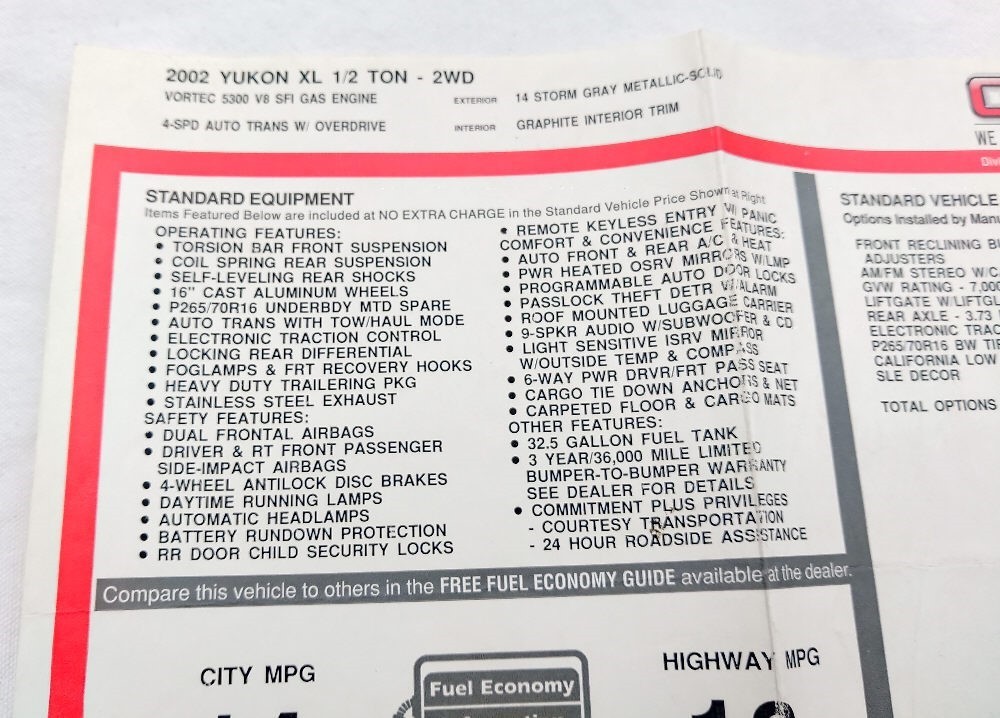 2002 YUKON XL 1/2 TON - 2WD
VORTEC 5300 V8 SFI GAS ENGINE
4-SPD AUTO TRANS W/ OVERDRIVE
EXTERIOR 14 STORM GRAY METALLIC-SOLID
INTERIOR GRAPHITE INTERIOR TRIM
WE
STANDARD EQUIPMENT
Items Featured Below are included at NO EXTRA CHARGE in the Standard Vehicle Price Shown at Right
OPERATING FEATURES:
• TORSION BAR FRONT SUSPENSION
• COIL SPRING REAR SUSPENSION
• SELF-LEVELING REAR SHOCKS
• 16" CAST ALUMINUM WHEELS
• P265/70R16 UNDERBDY MTD SPARE
• AUTO TRANS WITH TOW/HAUL MODE
• ELECTRONIC TRACTION CONTROL
• LOCKING REAR DIFFERENTIAL
• FOGLAMPS & FRT RECOVERY HOOKS
• HEAVY DUTY TRAILERING PKG
• STAINLESS STEEL EXHAUST
SAFETY FEATURES:
• DUAL FRONTAL AIRBAGS
• DRIVER & RT FRONT PASSENGER
SIDE-IMPACT AIRBAGS
• 4-WHEEL ANTILOCK DISC BRAKES
• DAYTIME RUNNING LAMPS
• AUTOMATIC HEADLAMPS
• BATTERY RUNDOWN PROTECTION
• RR DOOR CHILD SECURITY LOCKS
• REMOTE KEYLESS ENTRY W/ PANIC
COMFORT & CONVENIENCE FEATURES:
• AUTO FRONT & REAR A/C & HEAT
• PWR HEATED OSRV MIRRORS W/LMP
• PROGRAMMABLE AUTO DOOR LOCKS
• PASSLOCK THEFT DETR W/ALARM
• ROOF MOUNTED LUGGAGE CARRIER
• 9-SPKR AUDIO W/SUBWOOFER & CD
• LIGHT SENSITIVE ISRV MIRROR
W/OUTSIDE TEMP & COMPASS
• 6-WAY PWR DRVR/FRT PASS SEAT
• CARGO TIE DOWN ANCHORS & NET
• CARPETED FLOOR & CARGO MATS
OTHER FEATURES:
• 32.5 GALLON FUEL TANK
• 3 YEAR/36,000 MILE LIMITED
BUMPER-TO-BUMPER WARRANTY
SEE DEALER FOR DETAILS
• COMMITMENT PLUS PRIVILEGES
- COURTESY TRANSPORTATION
- 24 HOUR ROADSIDE ASSISTANCE
STANDARD VEHICLE
Options Installed by
FRONT RECLINING
ADJUSTERS
AM/FM STEREO
GVW RATING -
LIFTGATE
REAR AXLE - 3.73
ELECTRONIC
P265/70R16 BW
CALIFORNIA LOW
SLE DECOR
TOTAL OPTIONS
Compare this vehicle to others in the FREE FUEL ECONOMY GUIDE available at the dealer.
CITY MPG
Fuel Economy
HIGHWAY MPG